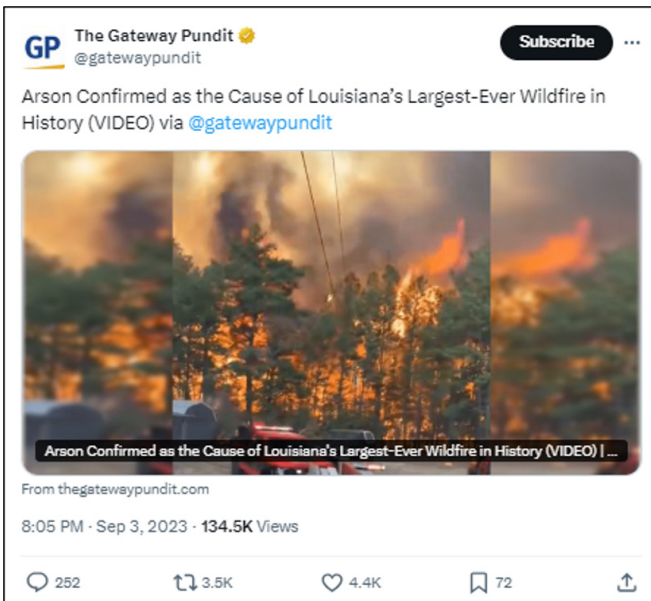 GP
The Gateway Pundit
Subscribe
@gatewaypundit
Arson Confirmed as the Cause of Louisiana’s Largest-Ever Wildfire in
History (VIDEO) via @gatewaypundit
Arson Confirmed as the Cause of Louisiana's Largest-Ever Wildfire in History (VIDEO) | ...
From thegatewaypundit.com
8:05 PM · Sep 3, 2023 · 134.5K Views
252 3.5K 4.4K 72